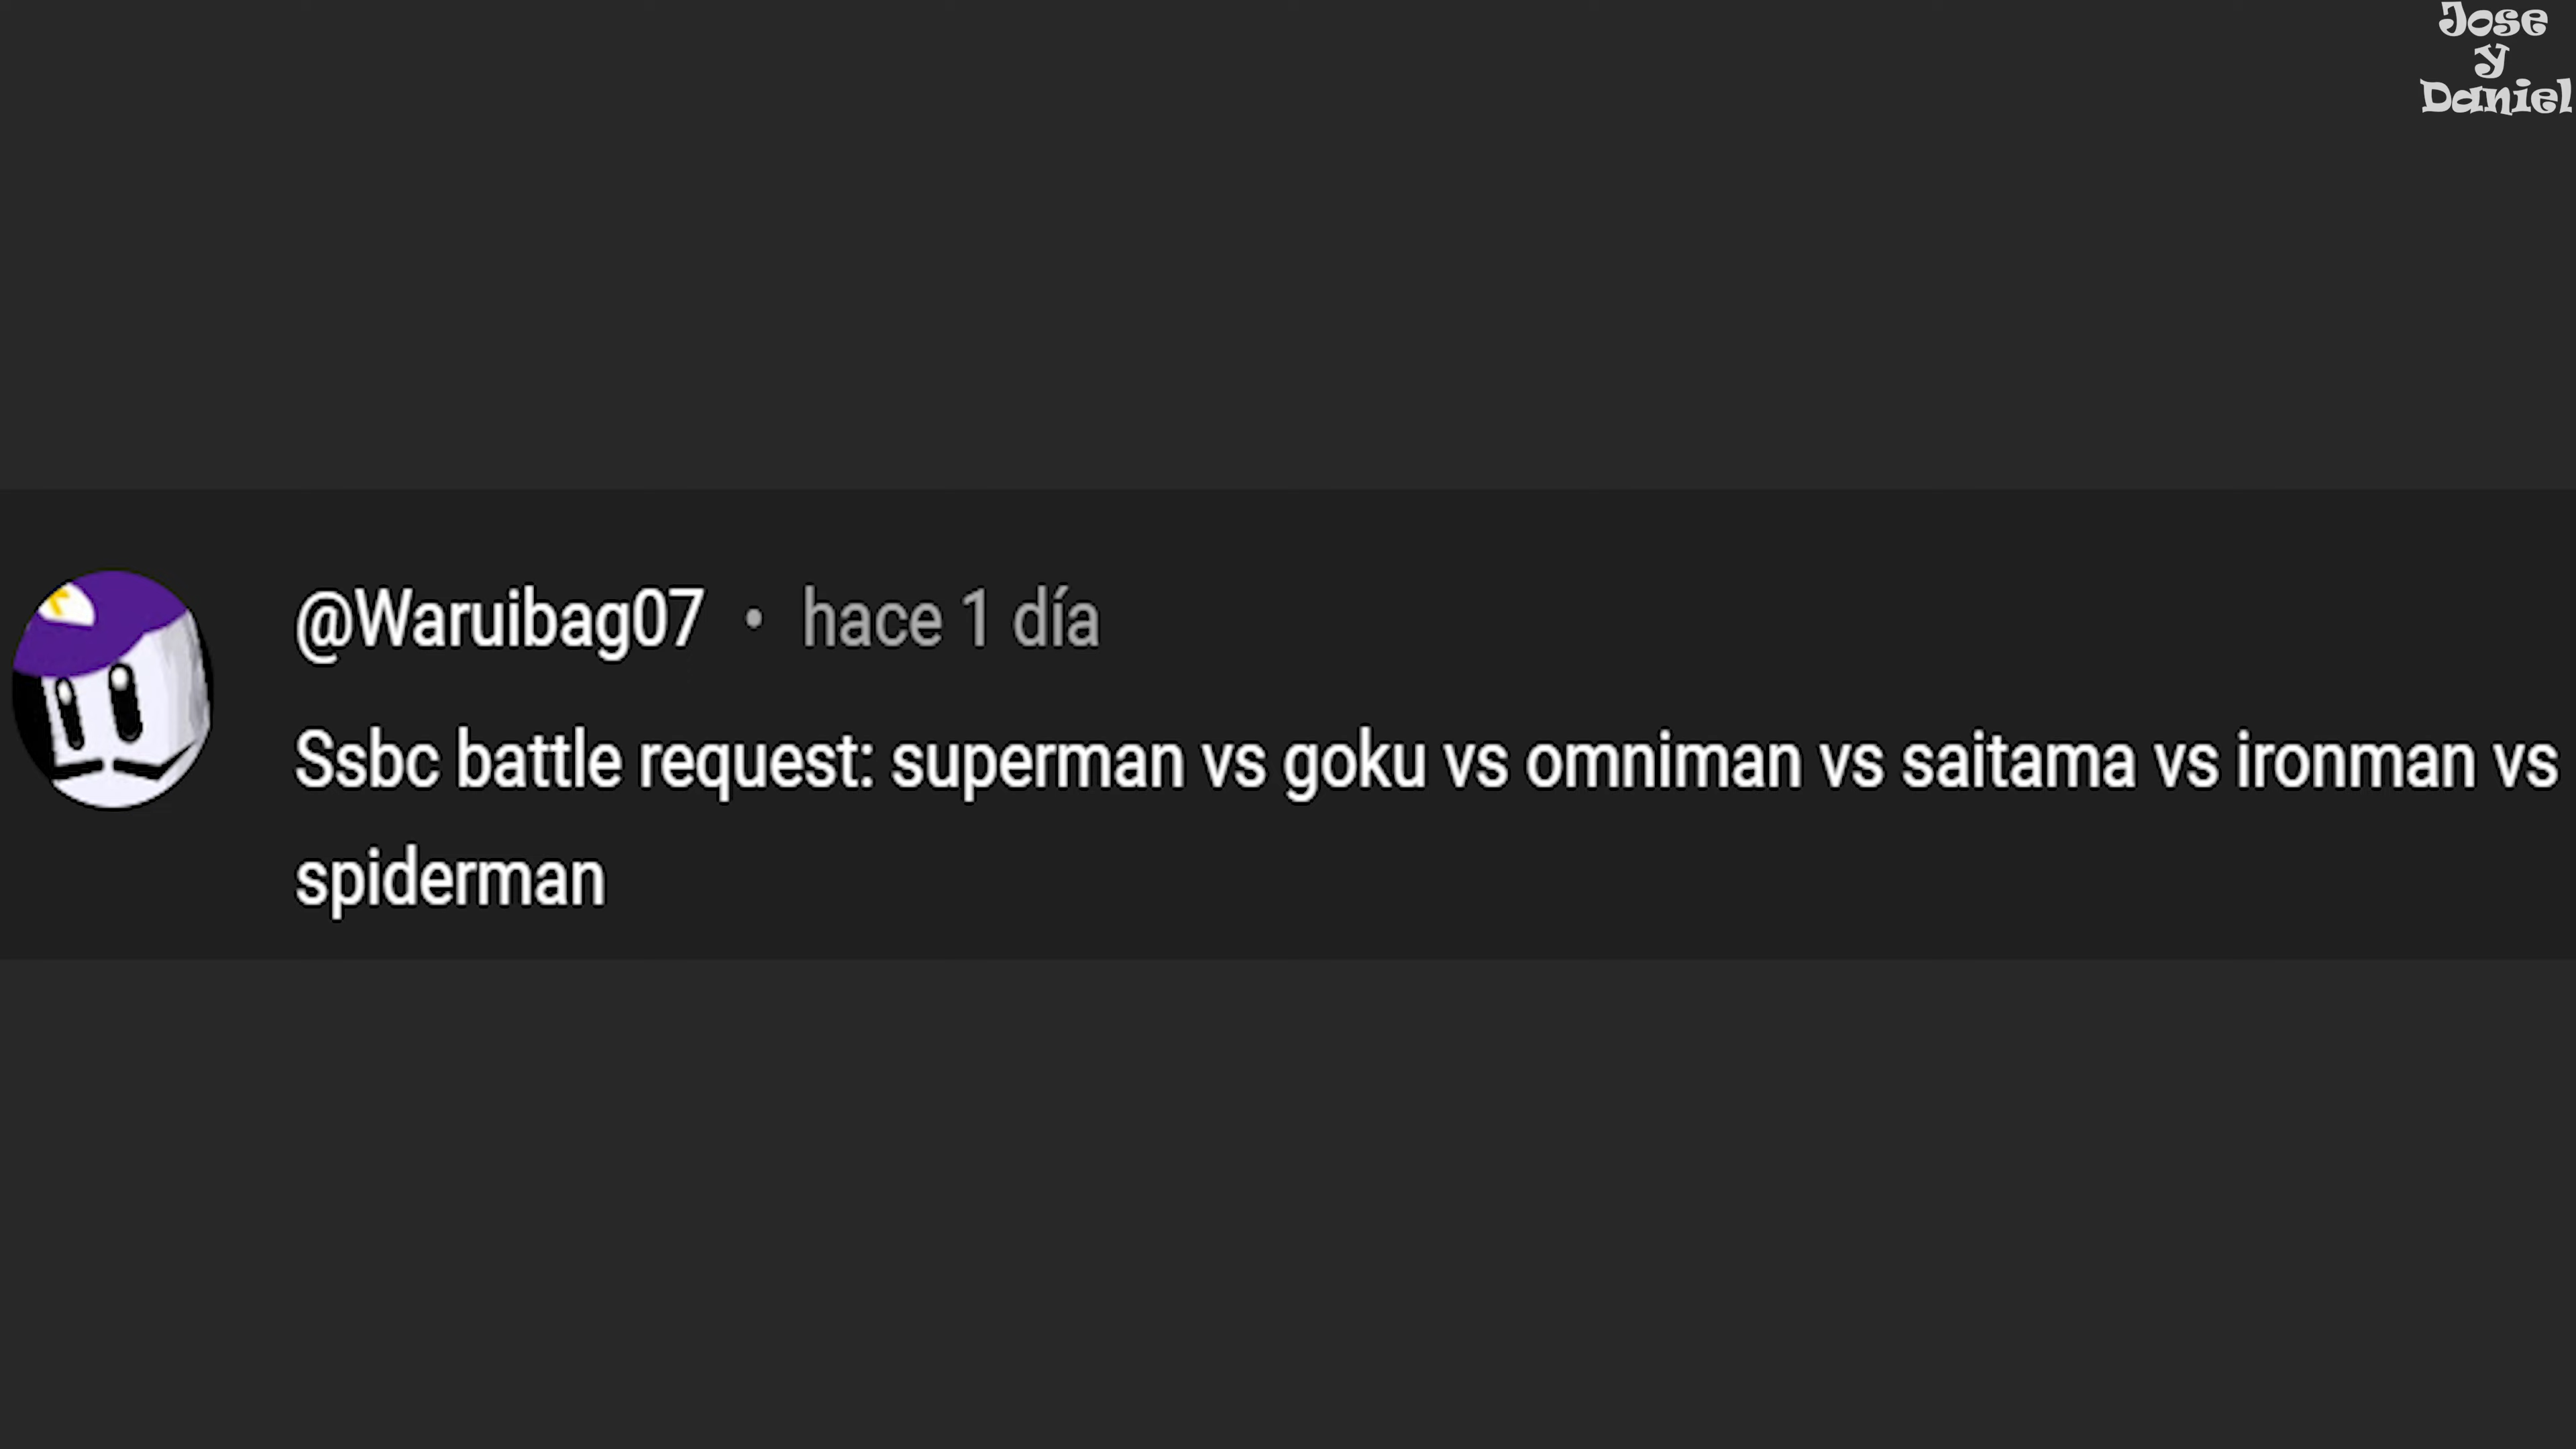 Jose
y
Daniel
@Waruibag07 • hace 1 día
Ssbc battle request: superman vs goku vs omniman vs saitama vs ironman vs
spiderman